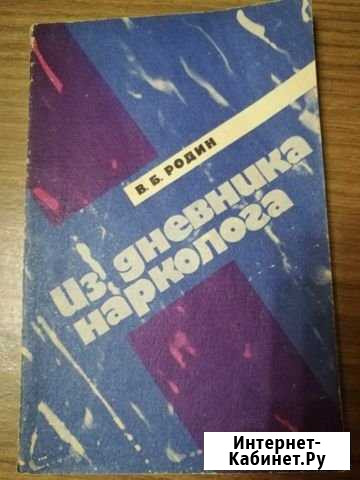 В. Б. РОДИН
Из дневника
нарколога
Интернет-
Кабинет.Ру